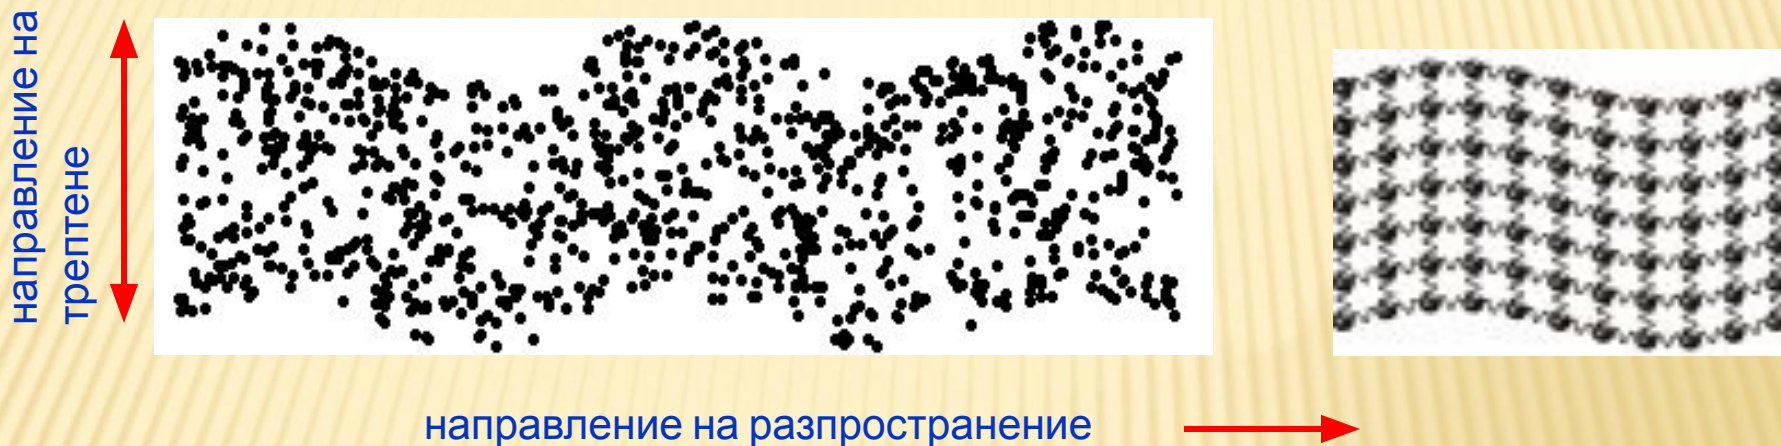 направление на
трептене
направление на разпространение